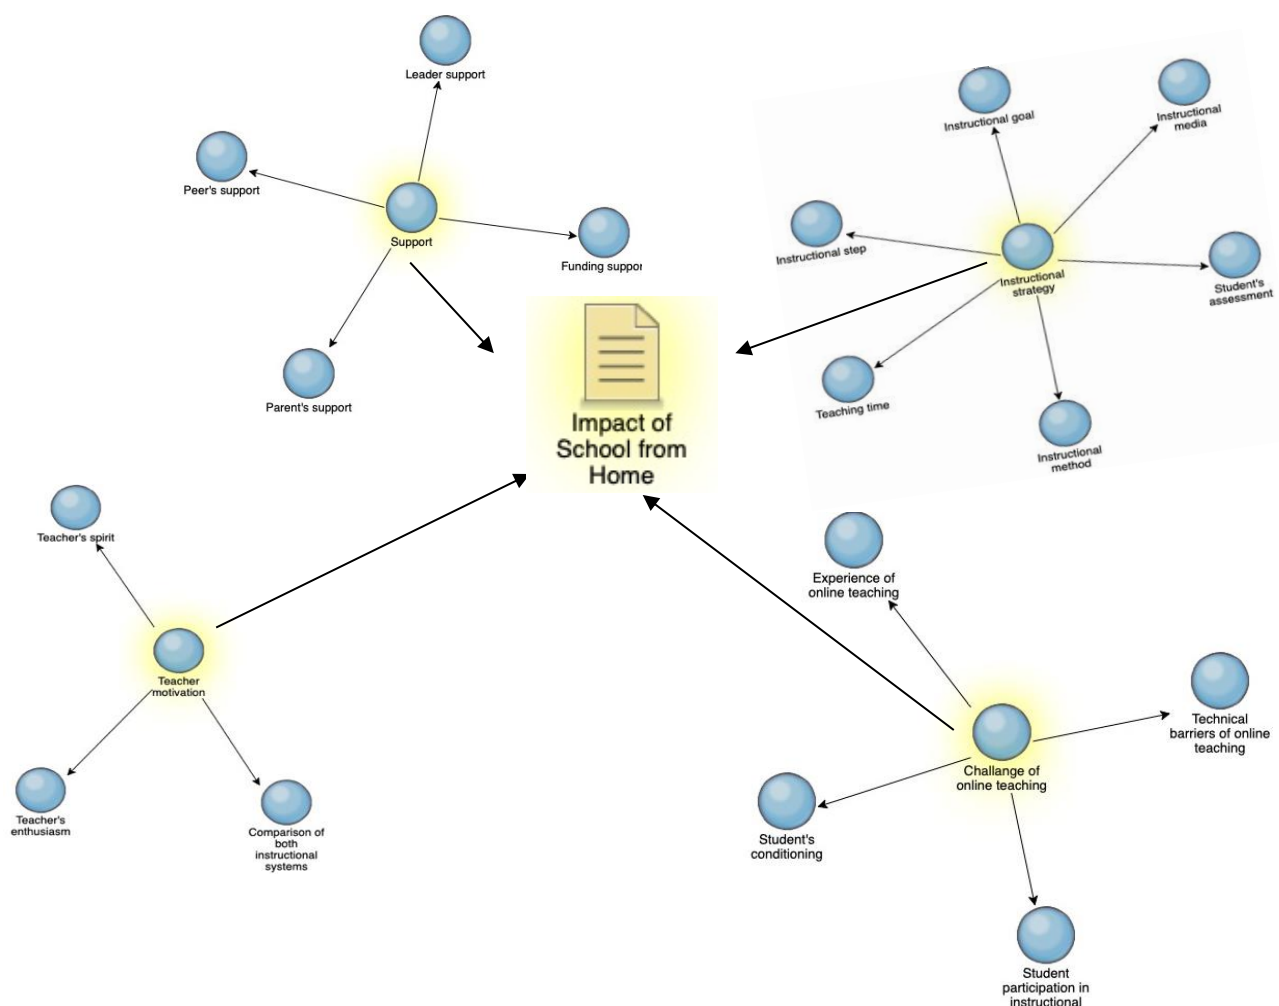 Leader support
Peer's support
Support
Funding suppor
Parent's support
Instructional goal
Instructional
media
Instructional step
Instructional
strategy
Student's
assessment
Teaching time
Instructional
method
Impact of
School from
Home
Teacher's spirit
Teacher
motivation
Teacher's
enthusiasm
Comparison of
both
instructional
systems
Experience of
online teaching
Technical
barriers of online
teaching
Challange of
online teaching
Student's
conditioning
Student
participation in
instructional